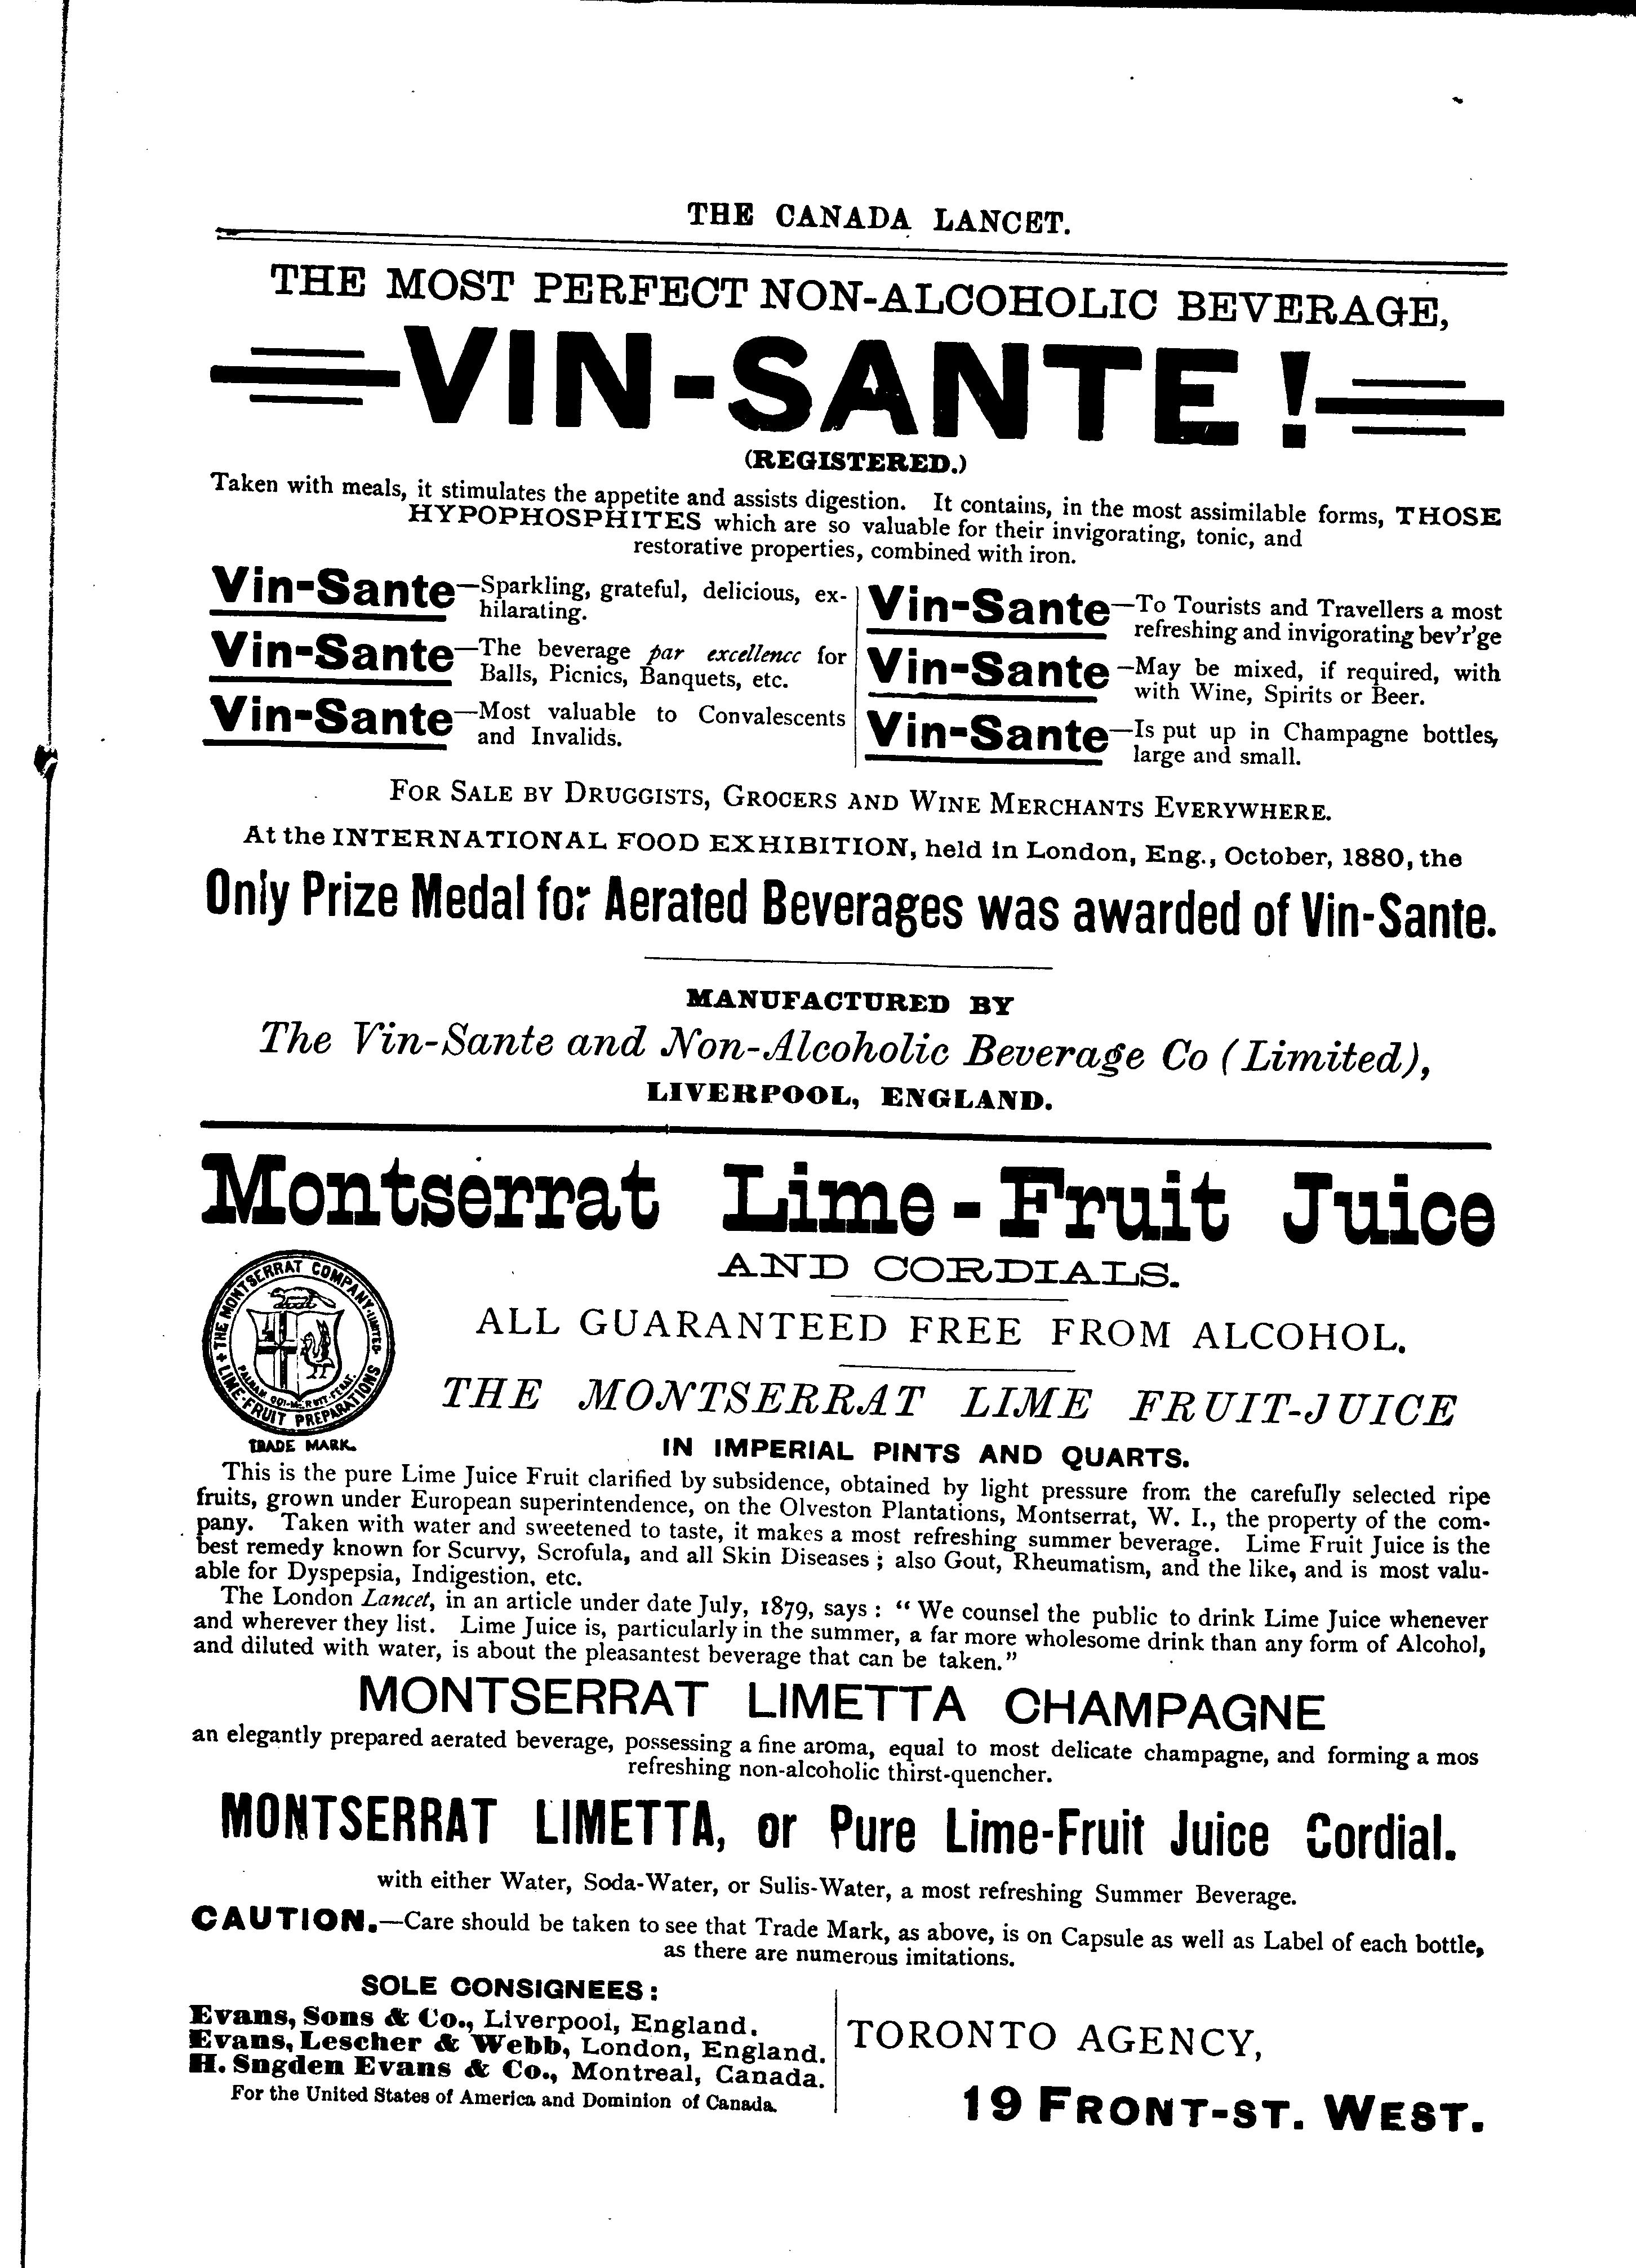 THE CANADA LANCET.
THE MOST PERFECT NON-ALCOHOLIC BEVERAGE,
VIN-SANTE!
(REGISTERED.)
Taken with meals, it stimulates the appetite and assists digestion. It contains, in the most assimilable forms, THOSE
HYPOPHOSPHITES which are so valuable for their invigorating, tonic, and
restorative properties, combined with iron.
Vin-Sante—Sparkling, grateful, delicious, ex-
hilarating.
Vin-Sante—The beverage par excellence for
Balls, Picnics, Banquets, etc.
Vin-Sante—Most valuable to Convalescents
and Invalids.
Vin-Sante—To Tourists and Travellers a most
refreshing and invigorating bev'r'ge
Vin-Sante—May be mixed, if required, with
with Wine, Spirits or Beer.
Vin-Sante—Is put up in Champagne bottles,
large and small.
FOR SALE BY DRUGGISTS, GROCERS AND WINE MERCHANTS EVERYWHERE.
At the INTERNATIONAL FOOD EXHIBITION, held in London, Eng., October, 1880, the
Only Prize Medal for Aerated Beverages was awarded of Vin-Sante.
MANUFACTURED BY
The Vin-Sante and Non-Alcoholic Beverage Co (Limited),
LIVERPOOL, ENGLAND.
Montserrat Lime-Fruit Juice
AND CORDIALS.
THE MONTSERRAT COMPANY LIMITED
LIME-FRUIT PREPARATIONS
TRADE MARK.
ALL GUARANTEED FREE FROM ALCOHOL.
THE MONTSERRAT LIME FRUIT-JUICE
IN IMPERIAL PINTS AND QUARTS.
This is the pure Lime Juice Fruit clarified by subsidence, obtained by light pressure from the carefully selected ripe
fruits, grown under European superintendence, on the Olveston Plantations, Montserrat, W. I., the property of the com-
pany. Taken with water and sweetened to taste, it makes a most refreshing summer beverage. Lime Fruit Juice is the
best remedy known for Scurvy, Scrofula, and all Skin Diseases; also Gout, Rheumatism, and the like, and is most valu-
able for Dyspepsia, Indigestion, etc.
The London Lancet, in an article under date July, 1879, says: "We counsel the public to drink Lime Juice whenever
and wherever they list. Lime Juice is, particularly in the summer, a far more wholesome drink than any form of Alcohol,
and diluted with water, is about the pleasantest beverage that can be taken."
MONTSERRAT LIMETTA CHAMPAGNE
an elegantly prepared aerated beverage, possessing a fine aroma, equal to most delicate champagne, and forming a mos
refreshing non-alcoholic thirst-quencher.
MONTSERRAT LIMETTA, or Pure Lime-Fruit Juice Cordial.
with either Water, Soda-Water, or Sulis-Water, a most refreshing Summer Beverage.
CAUTION.—Care should be taken to see that Trade Mark, as above, is on Capsule as well as Label of each bottle,
as there are numerous imitations.
SOLE CONSIGNEES:
Evans, Sons & Co., Liverpool, England.
Evans, Lescher & Webb, London, England.
H. Sugden Evans & Co., Montreal, Canada.
For the United States of America and Dominion of Canada.
TORONTO AGENCY,
19 FRONT-ST. WEST.